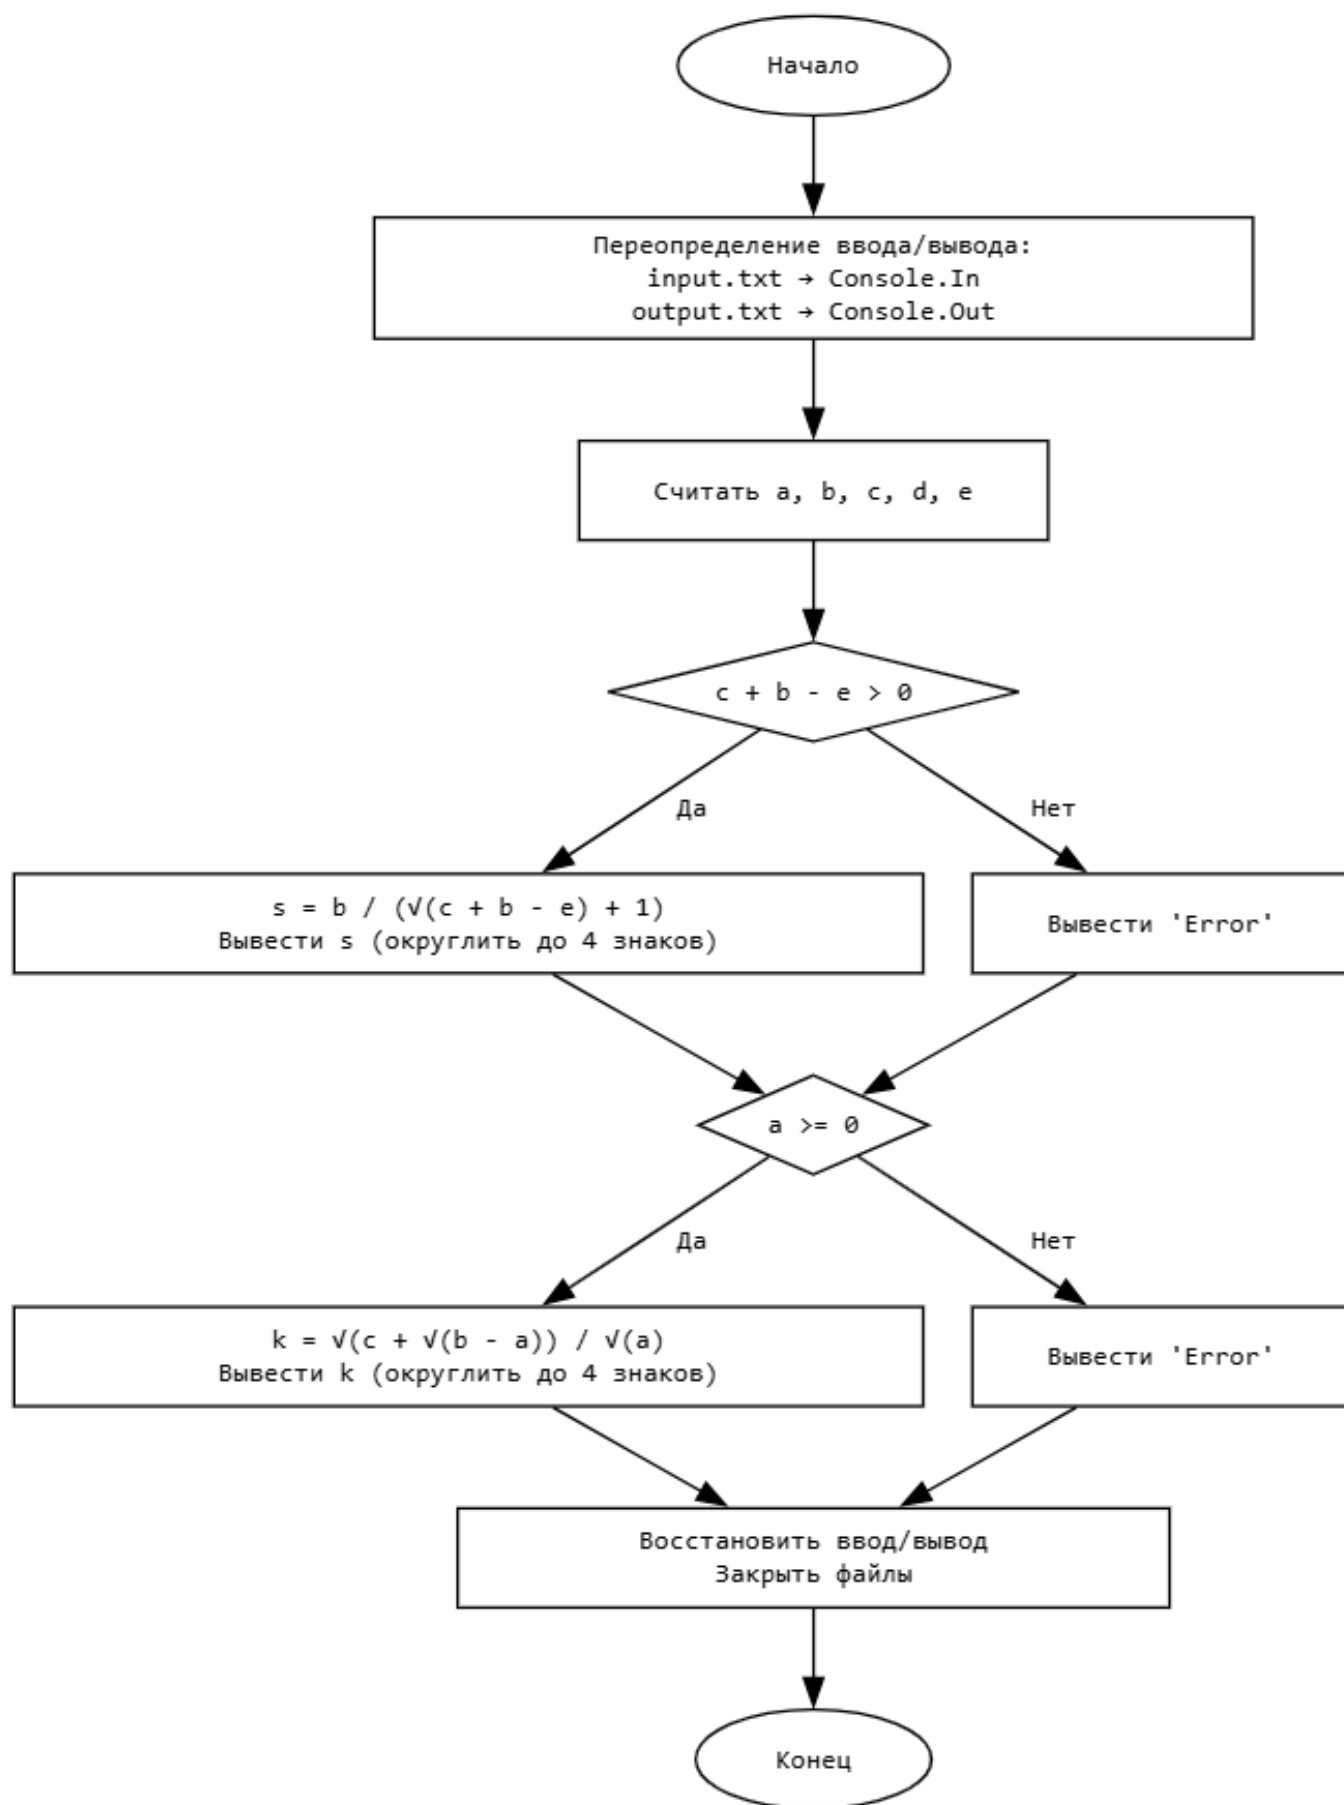 Начало
Переопределение ввода/вывода:
input.txt → Console.In
output.txt → Console.Out
Считать a, b, c, d, e
c + b - e > 0
Да
Нет
s = b / (√(c + b - e) + 1)
Вывести s (округлить до 4 знаков)
Вывести 'Error'
a >= 0
Да
Нет
k = √(c + √(b - a)) / √(a)
Вывести k (округлить до 4 знаков)
Вывести 'Error'
Восстановить ввод/вывод
Закрыть файлы
Конец